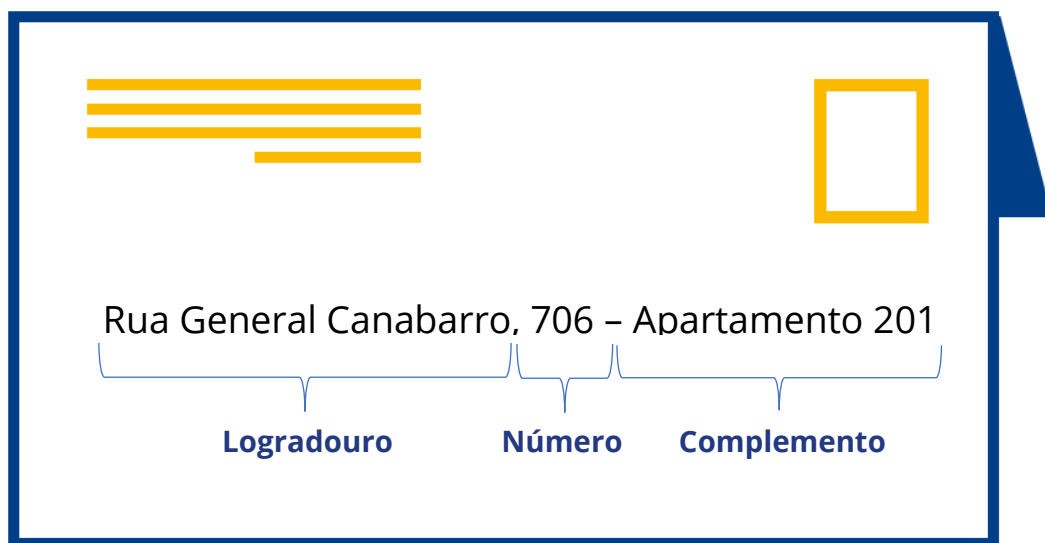 Rua General Canabarro, 706 – Apartamento 201
Logradouro Número Complemento